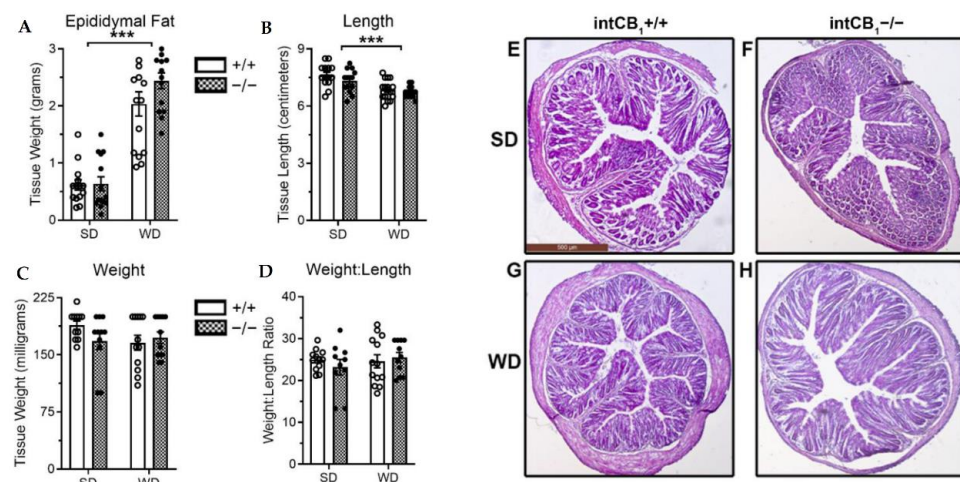 A
Epididymal Fat
***
3
2
1
0
Tissue Weight (grams)
SD
WD
+/+
−/−
B
Length
***
9
6
3
0
Tissue Length (centimeters)
SD
WD
C
Weight
225
150
75
0
Tissue Weight (milligrams)
SD
WD
+/+
−/−
D
Weight:Length
40
30
20
10
0
Weight:Length Ratio
SD
WD
intCB₁+/+
intCB₁−/−
E
F
SD
500 µm
G
H
WD